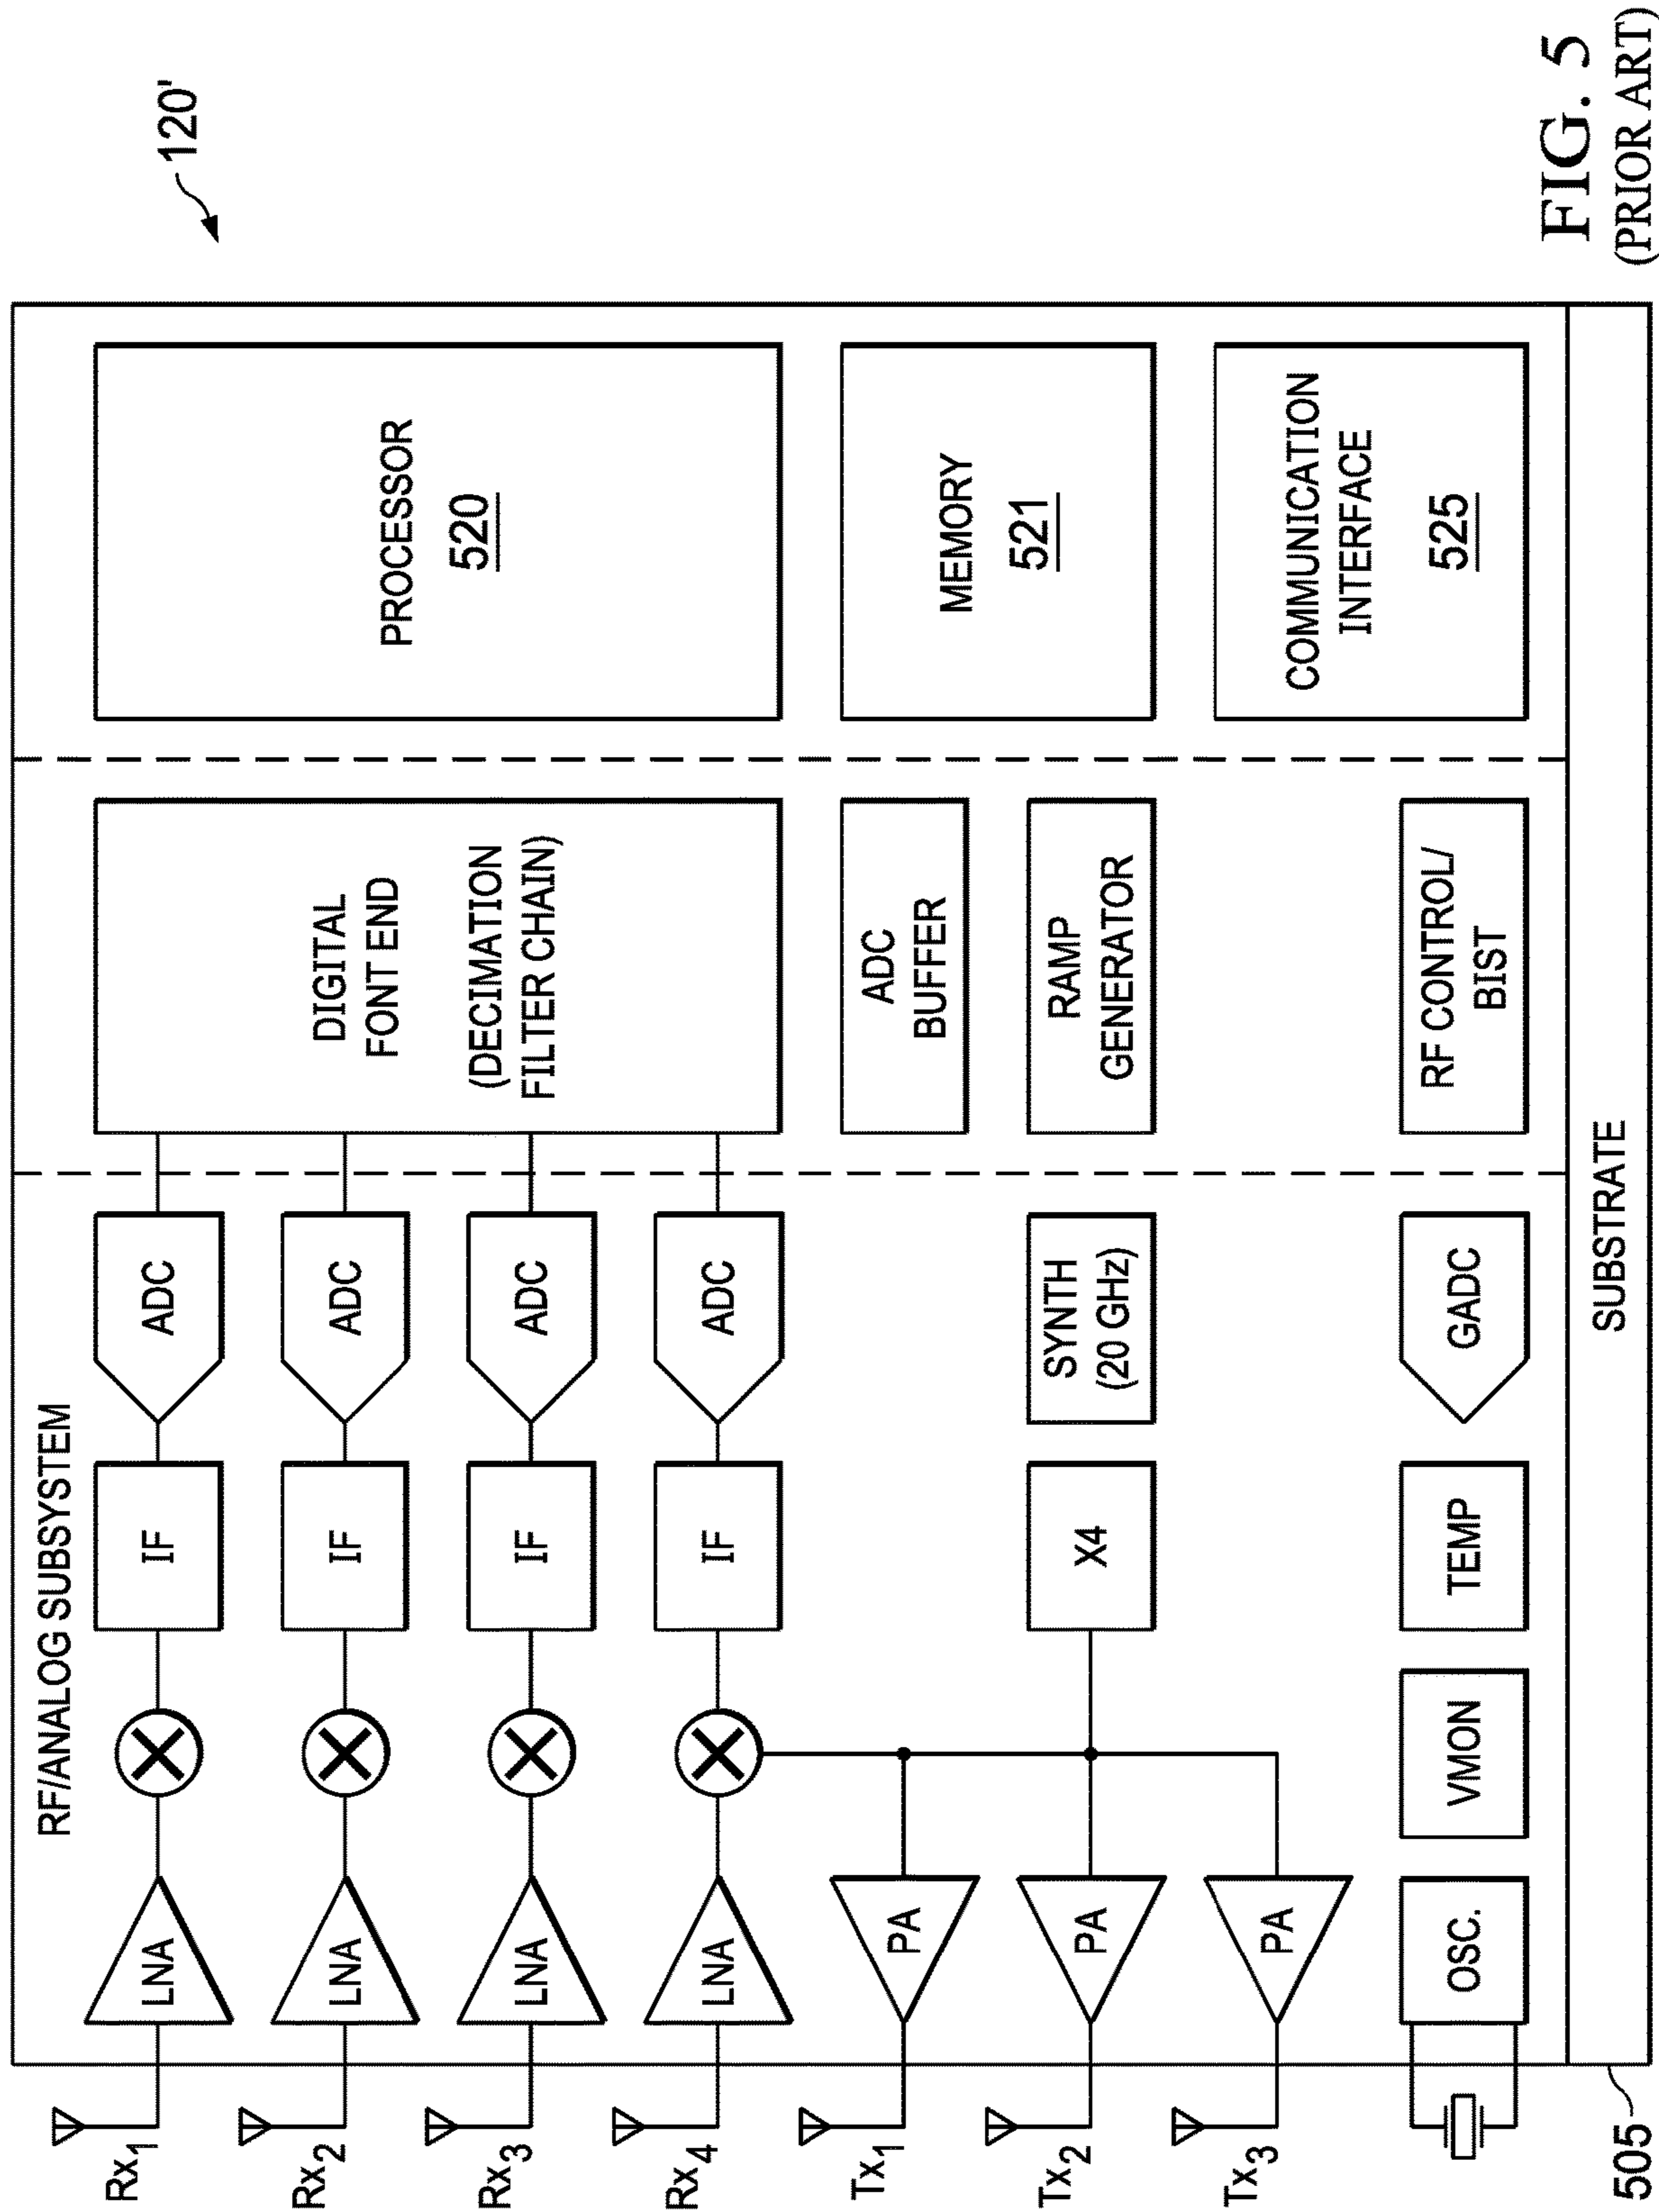 120'
RF/ANALOG SUBSYSTEM
Rx1
LNA
IF
ADC
Rx2
LNA
IF
ADC
Rx3
LNA
IF
ADC
Rx4
LNA
IF
ADC
DIGITAL
FONT END
(DECIMATION
FILTER CHAIN)
PROCESSOR
520
Tx1
PA
ADC
BUFFER
MEMORY
521
Tx2
PA
X4
SYNTH
(20 GHz)
RAMP
GENERATOR
Tx3
PA
COMMUNICATION
INTERFACE
525
OSC.
VMON
TEMP
GADC
RF CONTROL/
BIST
505
SUBSTRATE
FIG. 5
(PRIOR ART)